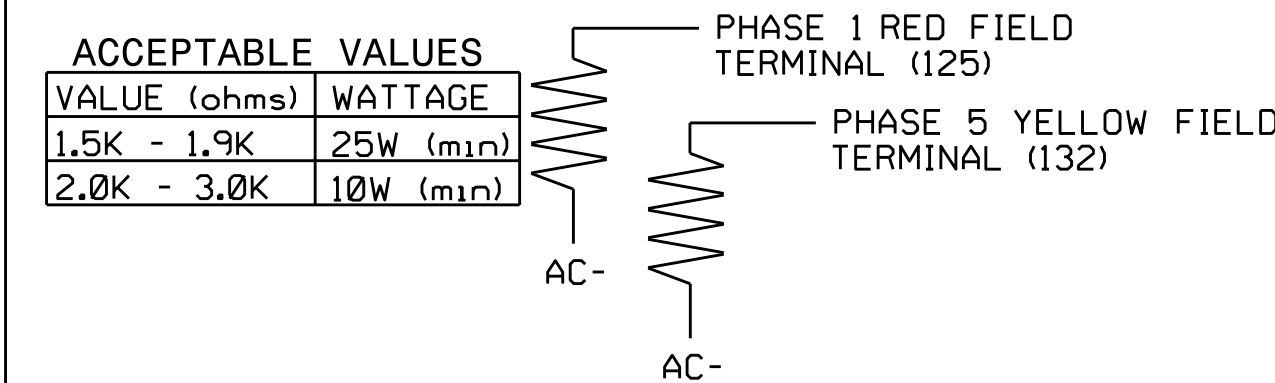 ACCEPTABLE VALUES
VALUE (ohms) WATTAGE
1.5K - 1.9K 25W (min)
2.0K - 3.0K 10W (min)
PHASE 1 RED FIELD
TERMINAL (125)
AC-
PHASE 5 YELLOW FIELD
TERMINAL (132)
AC-